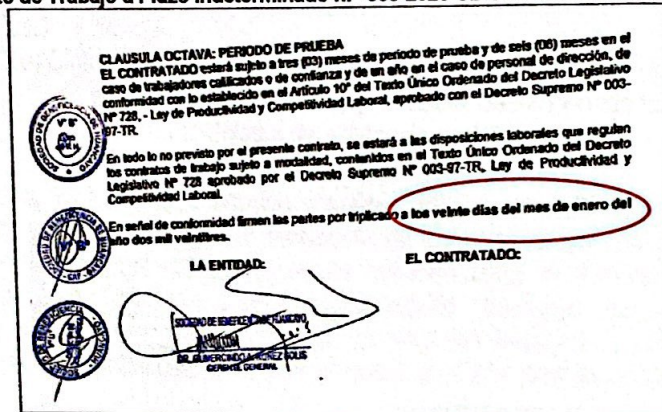 de Trabajo a Plazo Indeterminado N.°
CLAUSULA OCTAVA: PERIODO DE PRUEBA
EL CONTRATADO estará sujeto a tres (03) meses de periodo de prueba y de seis (06) meses en el
caso de trabajadores calificados o de confianza y de un año en el caso de personal de dirección, de
conformidad con lo establecido en el Artículo 10° del Texto Único Ordenado del Decreto Legislativo
N° 728, - Ley de Productividad y Competitividad Laboral, aprobado con el Decreto Supremo N° 003-
97-TR.
En todo lo no previsto por el presente contrato, se estará a las disposiciones laborales que regulan
los contratos de trabajo sujeto a modalidad, contenidos en el Texto Único Ordenado del Decreto
Legislativo N° 728 aprobado por el Decreto Supremo N° 003-97-TR, Ley de Productividad y
Competitividad Laboral.
En señal de conformidad firman las partes por triplicado a los veinte días del mes de enero del
año dos mil veintitres.
LA ENTIDAD:
EL CONTRATADO:
SOCIEDAD DE BENEFICENCIA DE HUANCAYO
GERENTE GENERAL